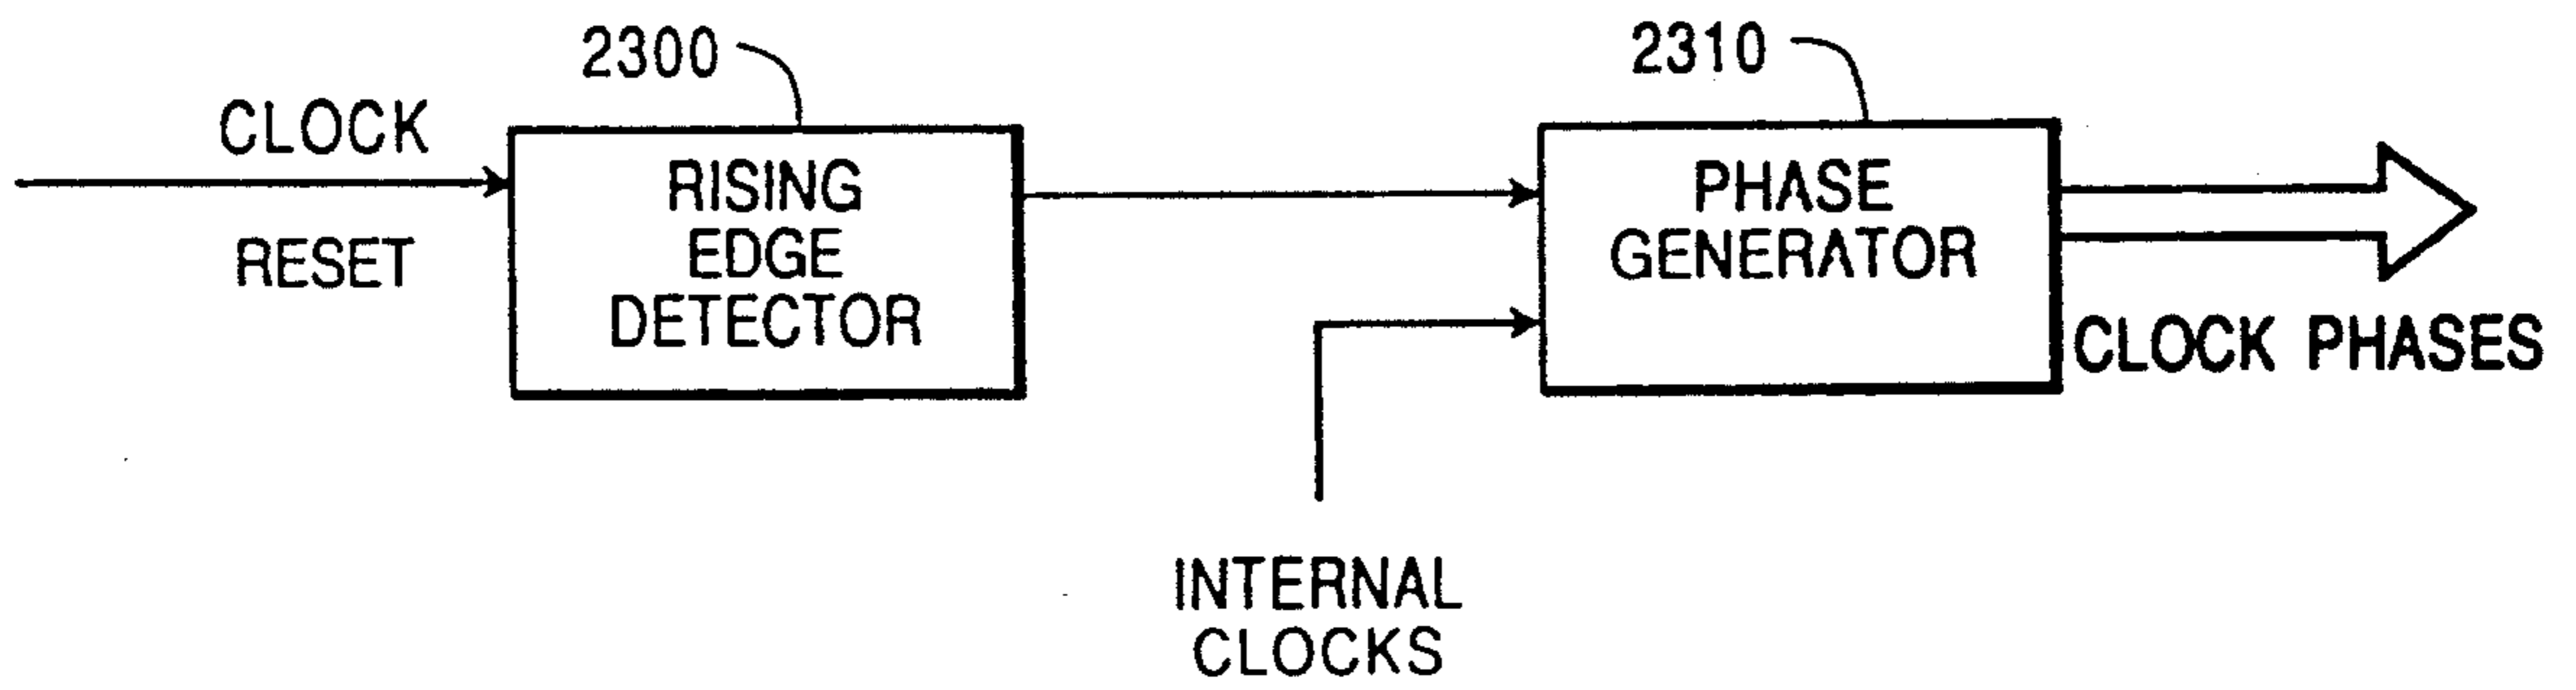 2300
2310
CLOCK
RESET
RISING
EDGE
DETECTOR
PHASE
GENERATOR
CLOCK PHASES
INTERNAL
CLOCKS